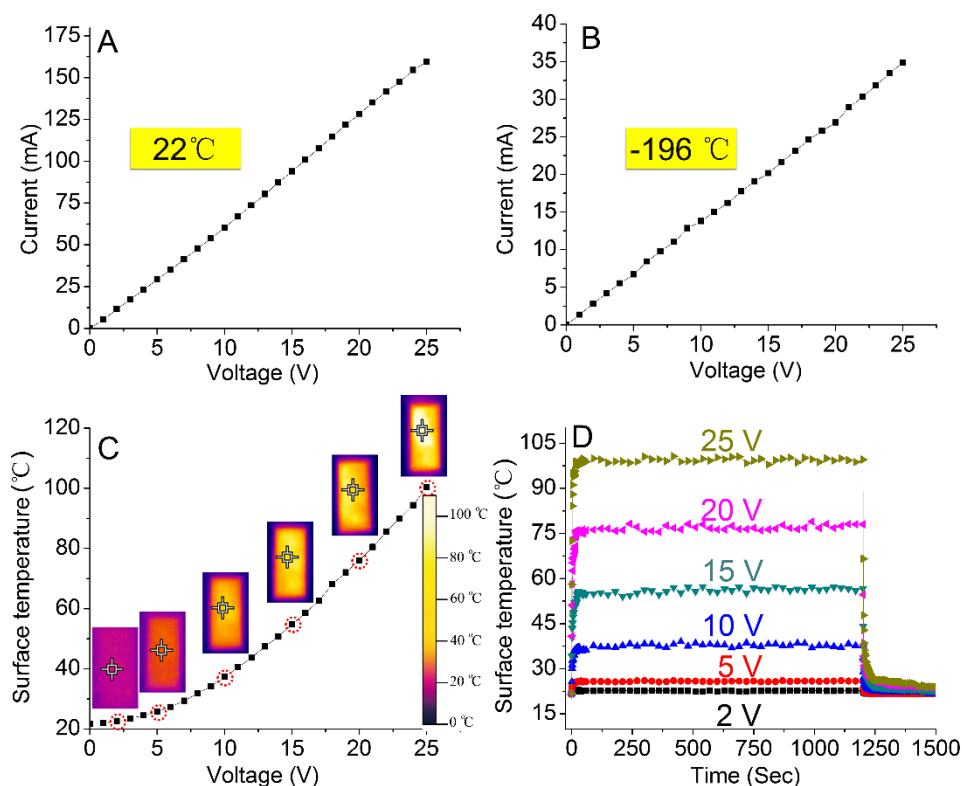 A
Current (mA)
175
150
125
100
75
50
25
0
22℃
0 5 10 15 20 25
Voltage (V)
B
Current (mA)
40
35
30
25
20
15
10
5
0
-196 ℃
0 5 10 15 20 25
Voltage (V)
C
Surface temperature (℃)
120
100
80
60
40
20
100 ℃
80 ℃
60 ℃
40 ℃
20 ℃
0 ℃
0 5 10 15 20 25
Voltage (V)
D
Surface temperature (℃)
105
90
75
60
45
30
15
25 V
20 V
15 V
10 V
5 V
2 V
0 250 500 750 1000 1250 1500
Time (Sec)